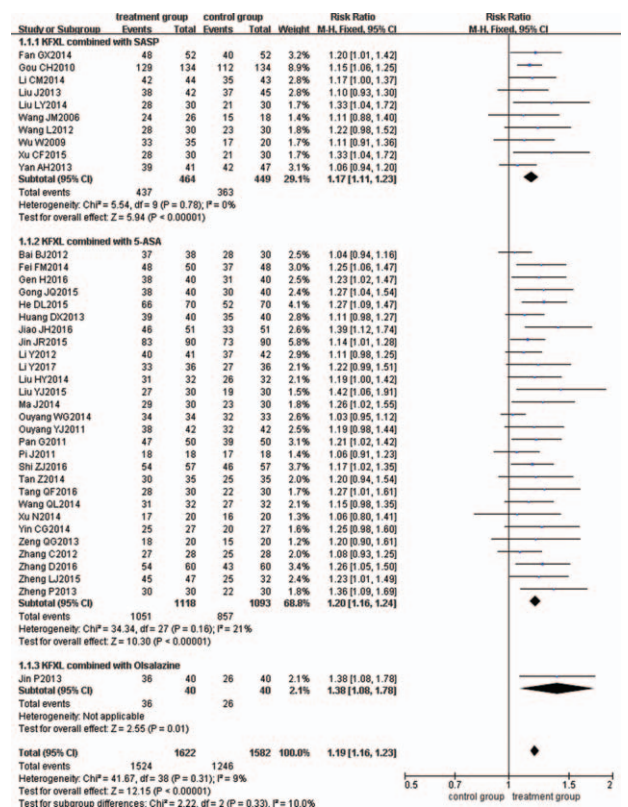 treatment group control group Risk Ratio Risk Ratio
Study or Subgroup Events Total Events Total Weight M-H, Fixed, 95% CI M-H, Fixed, 95% CI
1.1.1 KFXL combined with SASP
Fan GX2014 48 52 40 52 3.2% 1.20 [1.01, 1.42]
Gou CH2010 129 134 112 134 9.0% 1.15 [1.06, 1.25]
Li CM2014 42 44 35 43 2.8% 1.17 [1.00, 1.37]
Liu J2013 38 42 37 45 2.9% 1.10 [0.93, 1.30]
Liu LY2014 28 30 21 30 1.7% 1.33 [1.04, 1.72]
Wang JM2006 24 26 15 18 1.4% 1.11 [0.88, 1.40]
Wang L2012 28 30 23 30 1.8% 1.22 [0.98, 1.52]
Wu W2009 33 35 17 20 1.7% 1.11 [0.91, 1.36]
Xu CF2015 28 30 21 30 1.7% 1.33 [1.04, 1.72]
Yan AH2013 39 41 42 47 3.1% 1.06 [0.94, 1.20]
Subtotal (95% CI) 464 449 29.1% 1.17 [1.11, 1.23]
Total events 437 363
Heterogeneity: Chi² = 5.54, df = 9 (P = 0.78); I² = 0%
Test for overall effect: Z = 5.94 (P < 0.00001)
1.1.2 KFXL combined with 5-ASA
Bai BJ2012 37 38 28 30 2.5% 1.04 [0.94, 1.16]
Fei FM2014 48 50 37 48 3.0% 1.25 [1.06, 1.47]
Gen H2016 38 40 31 40 2.5% 1.23 [1.02, 1.47]
Gong JQ2015 38 40 30 40 2.4% 1.27 [1.04, 1.54]
He DL2015 66 70 52 70 4.2% 1.27 [1.09, 1.47]
Huang DX2013 39 40 35 40 2.8% 1.11 [0.98, 1.27]
Jiao JH2016 46 51 33 51 2.6% 1.39 [1.12, 1.74]
Jin JR2015 83 90 73 90 5.9% 1.14 [1.01, 1.28]
Li Y2012 40 41 37 42 2.9% 1.11 [0.98, 1.25]
Li Y2017 33 36 27 36 2.2% 1.22 [0.99, 1.51]
Liu HY2014 31 32 26 32 2.1% 1.19 [1.00, 1.42]
Liu YJ2015 27 30 19 30 1.5% 1.42 [1.06, 1.91]
Ma J2014 29 30 23 30 1.8% 1.26 [1.02, 1.55]
Ouyang WG2014 34 34 32 33 2.6% 1.03 [0.95, 1.12]
Ouyang YJ2011 38 42 32 42 2.6% 1.19 [0.98, 1.44]
Pan G2011 47 50 39 50 3.1% 1.21 [1.02, 1.42]
Pi J2011 18 18 17 18 1.4% 1.06 [0.91, 1.23]
Shi ZJ2016 54 57 46 57 3.7% 1.17 [1.02, 1.35]
Tan Z2014 30 35 25 35 2.0% 1.20 [0.94, 1.54]
Tang QF2016 28 30 22 30 1.8% 1.27 [1.01, 1.61]
Wang QL2014 31 32 27 32 2.2% 1.15 [0.98, 1.35]
Xu N2014 17 20 16 20 1.3% 1.06 [0.80, 1.41]
Yin CG2014 25 27 20 27 1.6% 1.25 [0.98, 1.60]
Zeng QG2013 18 20 15 20 1.2% 1.20 [0.90, 1.61]
Zhang C2012 27 28 25 28 2.0% 1.08 [0.93, 1.25]
Zhang D2016 54 60 43 60 3.4% 1.26 [1.05, 1.50]
Zheng LJ2015 45 47 25 32 2.4% 1.23 [1.01, 1.49]
Zheng P2013 30 30 22 30 1.8% 1.36 [1.09, 1.69]
Subtotal (95% CI) 1118 1093 68.8% 1.20 [1.16, 1.24]
Total events 1051 857
Heterogeneity: Chi² = 34.34, df = 27 (P = 0.16); I² = 21%
Test for overall effect: Z = 10.30 (P < 0.00001)
1.1.3 KFXL combined with Olsalazine
Jin P2013 36 40 26 40 2.1% 1.38 [1.08, 1.78]
Subtotal (95% CI) 40 40 2.1% 1.38 [1.08, 1.78]
Total events 36 26
Heterogeneity: Not applicable
Test for overall effect: Z = 2.55 (P = 0.01)
Total (95% CI) 1622 1582 100.0% 1.19 [1.16, 1.23]
Total events 1524 1246
Heterogeneity: Chi² = 41.67, df = 38 (P = 0.31); I² = 9%
Test for overall effect: Z = 12.15 (P < 0.00001)
Test for subgroup differences: Chi² = 2.22, df = 2 (P = 0.33), I² = 10.0%
0.5 0.7 1 1.5 2
control group treatment group